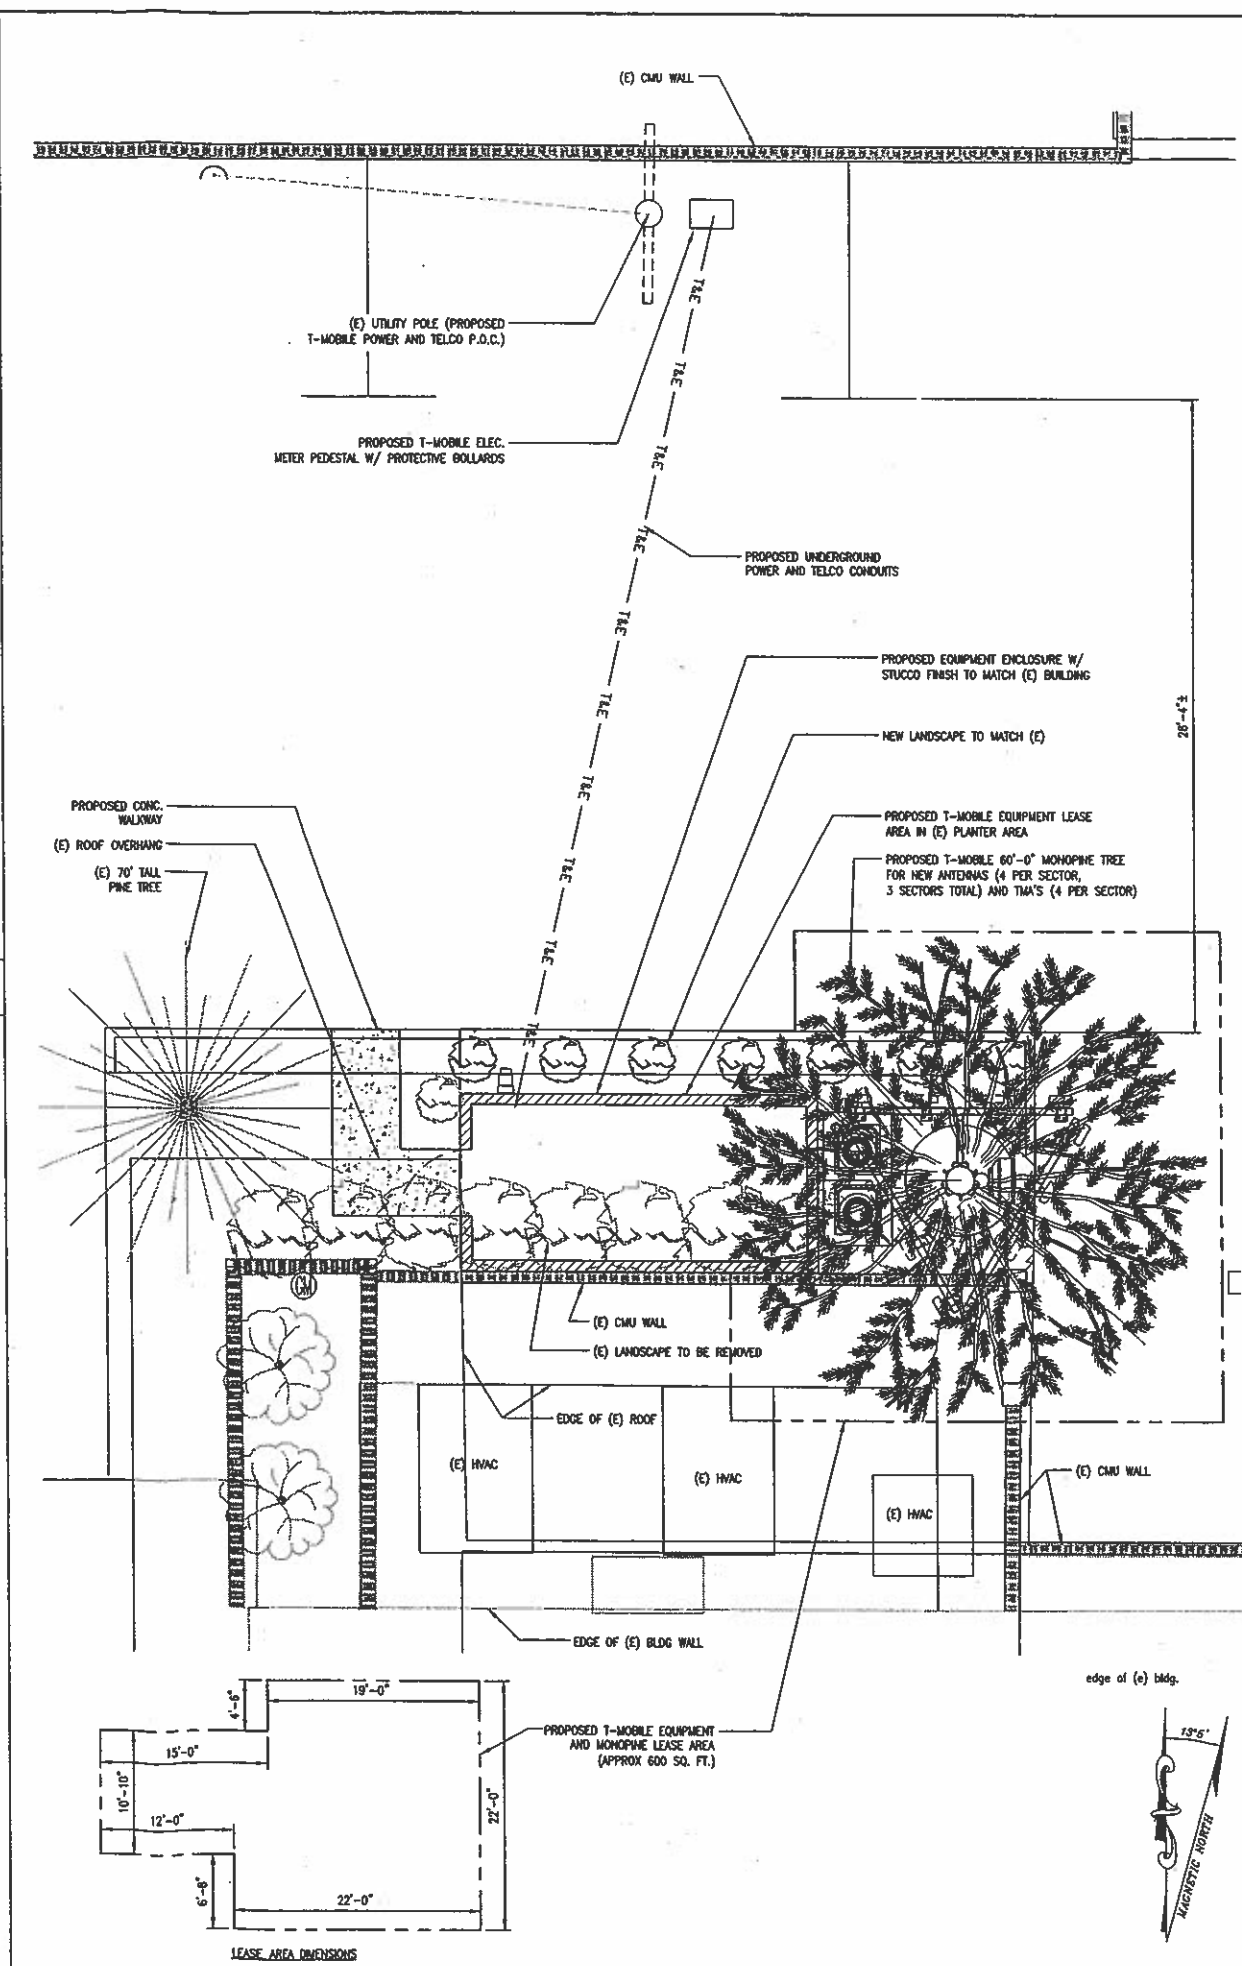 (E) CMU WALL
(E) UTILITY POLE (PROPOSED
T-MOBILE POWER AND TELCO P.O.C.)
T&E
PROPOSED T-MOBILE ELEC.
METER PEDESTAL W/ PROTECTIVE BOLLARDS
T&E
T&E
T&E
PROPOSED UNDERGROUND
POWER AND TELCO CONDUITS
T&E
PROPOSED EQUIPMENT ENCLOSURE W/
STUCCO FINISH TO MATCH (E) BUILDING
28'-4"±
T&E
NEW LANDSCAPE TO MATCH (E)
T&E
PROPOSED CONC.
WALKWAY
PROPOSED T-MOBILE EQUIPMENT LEASE
AREA IN (E) PLANTER AREA
(E) ROOF OVERHANG
T&E
PROPOSED T-MOBILE 60'-0" MONOPINE TREE
FOR NEW ANTENNAS (4 PER SECTOR,
3 SECTORS TOTAL) AND TMA'S (4 PER SECTOR)
(E) 70' TALL
PINE TREE
T&E
T&E
(E) CMU WALL
(E) LANDSCAPE TO BE REMOVED
EDGE OF (E) ROOF
(E) HVAC
(E) HVAC
(E) HVAC
(E) CMU WALL
EDGE OF (E) BLDG WALL
edge of (e) bldg.
19'-0"
4'-6"
15'-0"
10'-10"
12'-0"
22'-0"
6'-8"
22'-0"
PROPOSED T-MOBILE EQUIPMENT
AND MONOPINE LEASE AREA
(APPROX 600 SQ. FT.)
LEASE AREA DIMENSIONS
MAGNETIC NORTH